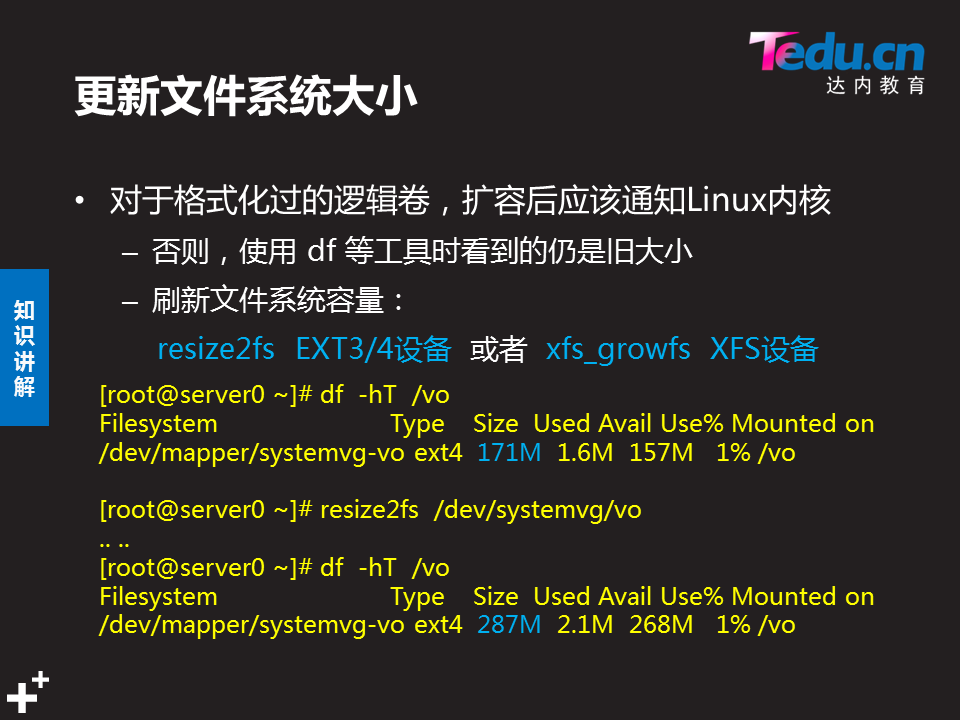 Tedu.cn
达内教育
更新文件系统大小
• 对于格式化过的逻辑卷，扩容后应该通知Linux内核
– 否则，使用 df 等工具时看到的仍是旧大小
– 刷新文件系统容量：
resize2fs EXT3/4设备 或者 xfs_growfs XFS设备
知识讲解
[root@server0 ~]# df -hT /vo
Filesystem Type Size Used Avail Use% Mounted on
/dev/mapper/systemvg-vo ext4 171M 1.6M 157M 1% /vo
[root@server0 ~]# resize2fs /dev/systemvg/vo
.. ..
[root@server0 ~]# df -hT /vo
Filesystem Type Size Used Avail Use% Mounted on
/dev/mapper/systemvg-vo ext4 287M 2.1M 268M 1% /vo